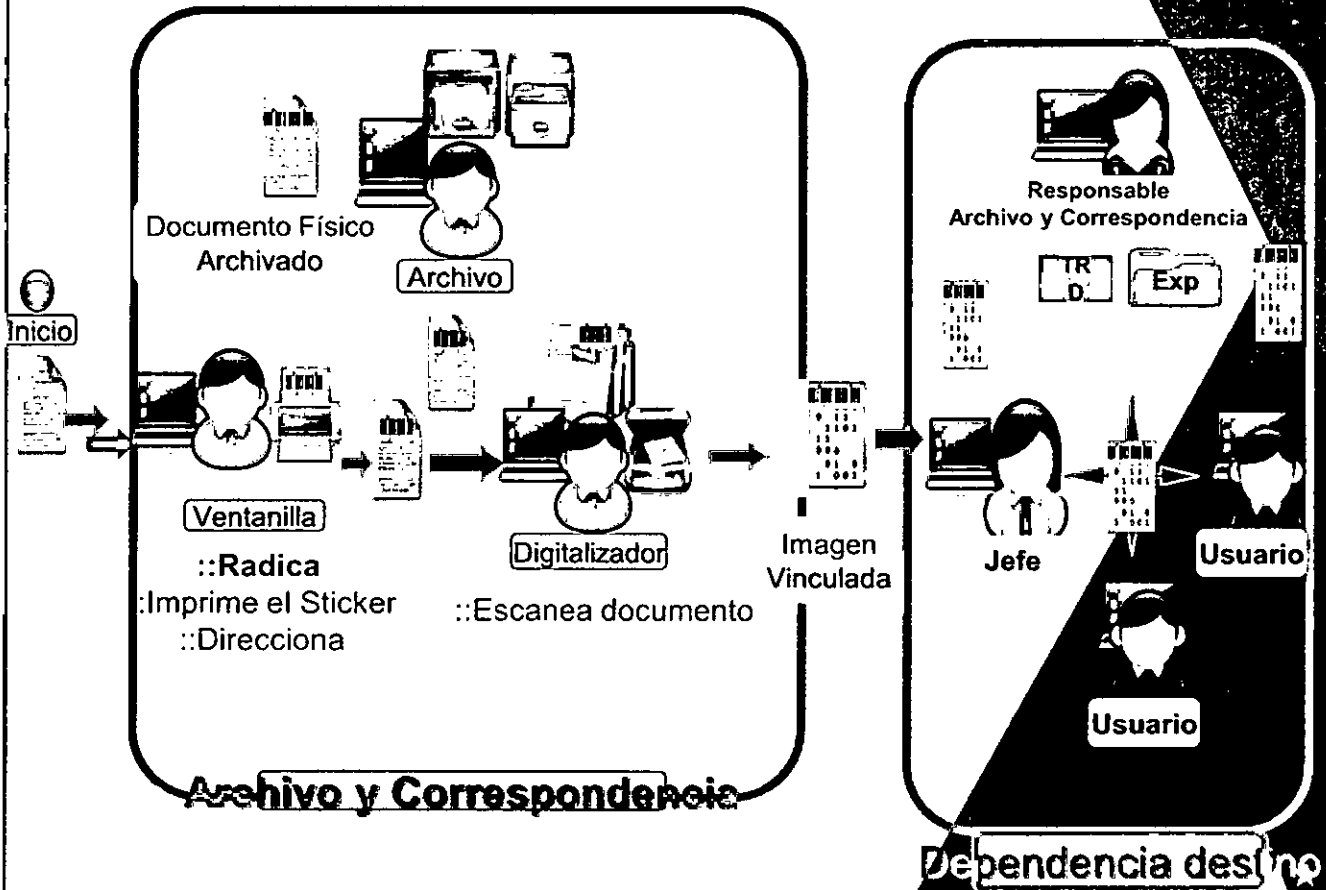 Documento Físico
Archivado
Archivo
Inicio
Ventanilla
::Radica
:Imprime el Sticker
::Direcciona
Digitalizador
::Escanea documento
Imagen
Vinculada
Archivo y Correspondencia
Responsable
Archivo y Correspondencia
TR
D
Exp
Jefe
Usuario
Usuario
Dependencia destino